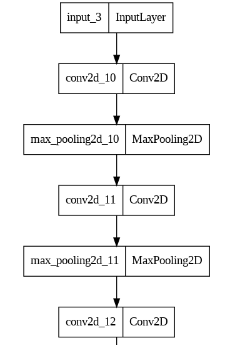 input_3 InputLayer
conv2d_10 Conv2D
max_pooling2d_10 MaxPooling2D
conv2d_11 Conv2D
max_pooling2d_11 MaxPooling2D
conv2d_12 Conv2D